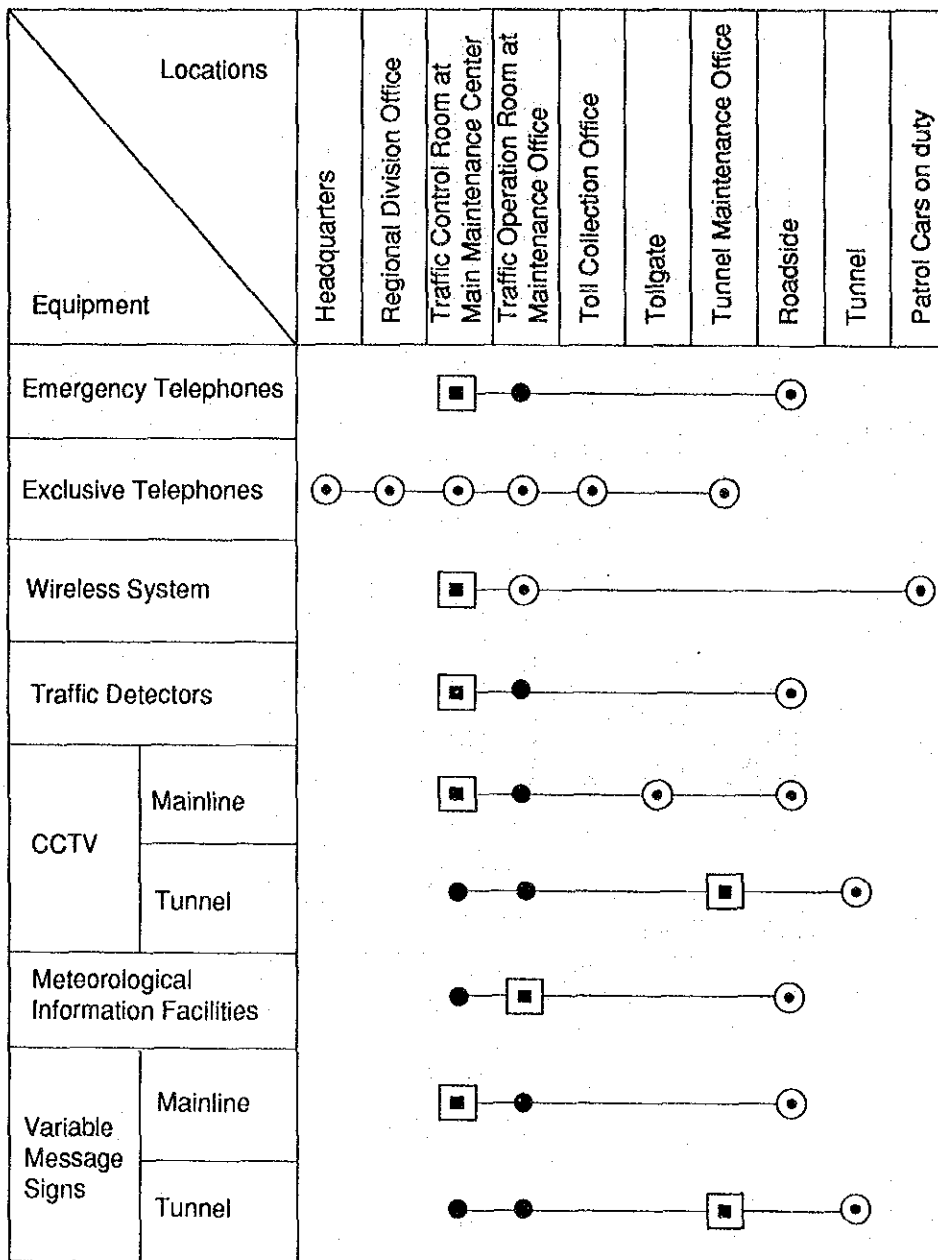 Locations
Equipment
Headquarters
Regional Division Office
Traffic Control Room at
Main Maintenance Center
Traffic Operation Room at
Maintenance Office
Toll Collection Office
Tollgate
Tunnel Maintenance Office
Roadside
Tunnel
Patrol Cars on duty
Emergency Telephones
Exclusive Telephones
Wireless System
Traffic Detectors
CCTV
Mainline
Tunnel
Meteorological
Information Facilities
Variable
Message
Signs
Mainline
Tunnel